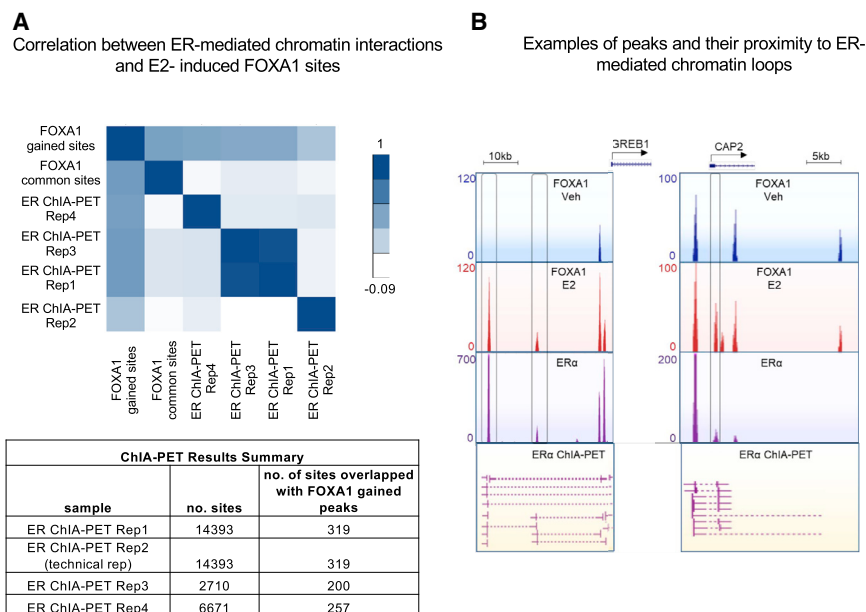 A
Correlation between ER-mediated chromatin interactions
and E2- induced FOXA1 sites
FOXA1
gained sites
FOXA1
common sites
ER ChIA-PET
Rep4
ER ChIA-PET
Rep3
ER ChIA-PET
Rep1
ER ChIA-PET
Rep2
1
-0.09
FOXA1
gained sites
FOXA1
common sites
ER ChIA-PET
Rep4
ER ChIA-PET
Rep3
ER ChIA-PET
Rep1
ER ChIA-PET
Rep2
ChIA-PET Results Summary
sample
no. sites
no. of sites overlapped
with FOXA1 gained
peaks
ER ChIA-PET Rep1 14393 319
ER ChIA-PET Rep2
(technical rep) 14393 319
ER ChIA-PET Rep3 2710 200
ER ChIA-PET Rep4 6671 257
B
Examples of peaks and their proximity to ER-
mediated chromatin loops
10kb
GREB1
CAP2
5kb
120
FOXA1
Veh
0
120
FOXA1
E2
0
700
ERα
0
ERα ChIA-PET
100
FOXA1
Veh
0
100
FOXA1
E2
0
200
ERα
0
ERα ChIA-PET